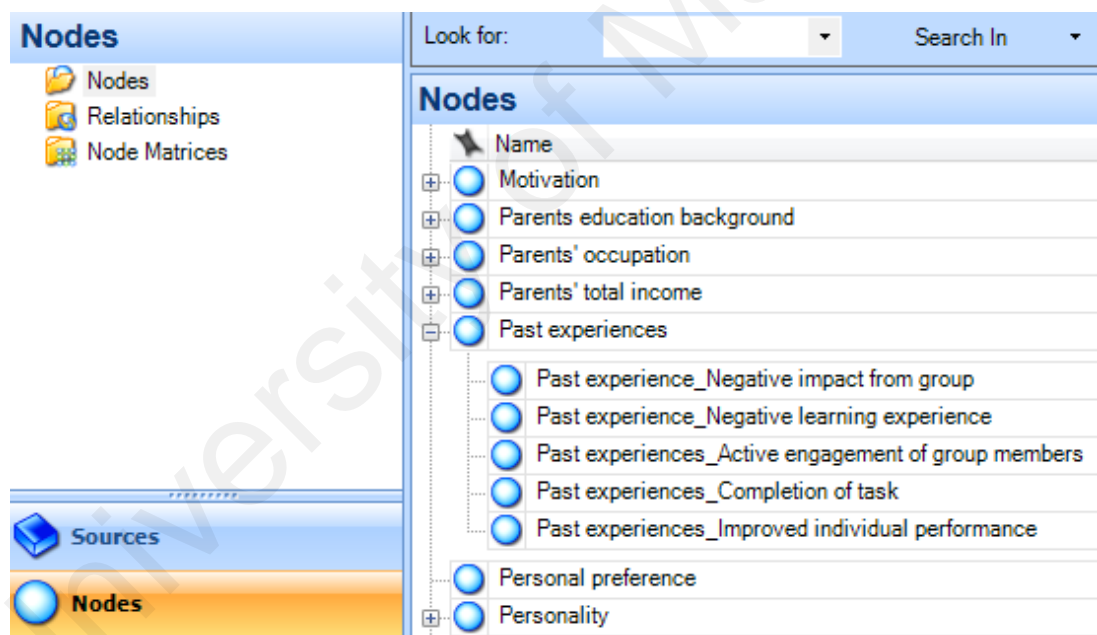 Nodes
Nodes
Relationships
Node Matrices
Sources
Nodes
Look for:
Search In
Nodes
Name
Motivation
Parents education background
Parents' occupation
Parents' total income
Past experiences
Past experience_Negative impact from group
Past experience_Negative learning experience
Past experiences_Active engagement of group members
Past experiences_Completion of task
Past experiences_Improved individual performance
Personal preference
Personality
University of M